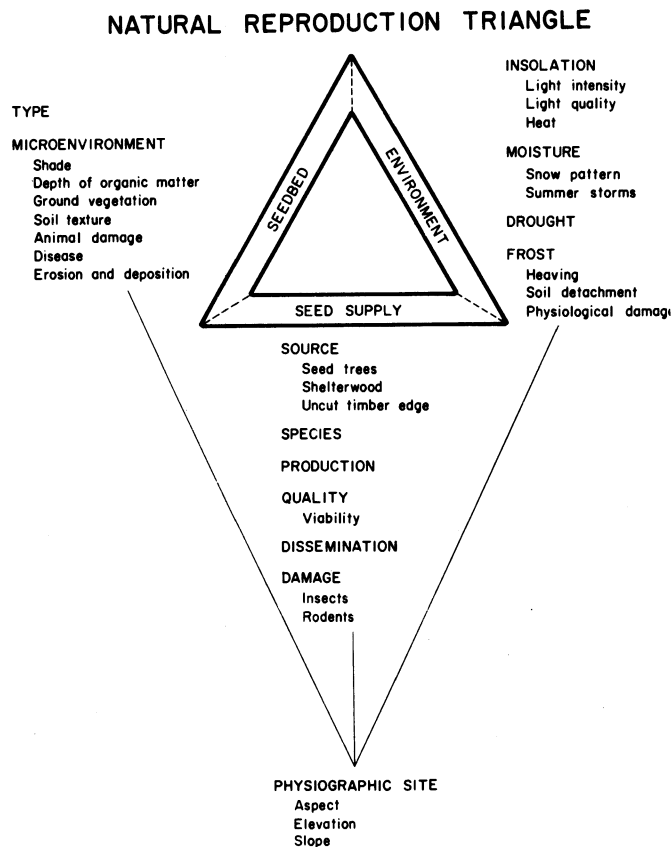 NATURAL REPRODUCTION TRIANGLE
TYPE
MICROENVIRONMENT
Shade
Depth of organic matter
Ground vegetation
Soil texture
Animal damage
Disease
Erosion and deposition
SEEDBED
ENVIRONMENT
SEED SUPPLY
INSOLATION
Light intensity
Light quality
Heat
MOISTURE
Snow pattern
Summer storms
DROUGHT
FROST
Heaving
Soil detachment
Physiological damag
SOURCE
Seed trees
Shelterwood
Uncut timber edge
SPECIES
PRODUCTION
QUALITY
Viability
DISSEMINATION
DAMAGE
Insects
Rodents
PHYSIOGRAPHIC SITE
Aspect
Elevation
Slope